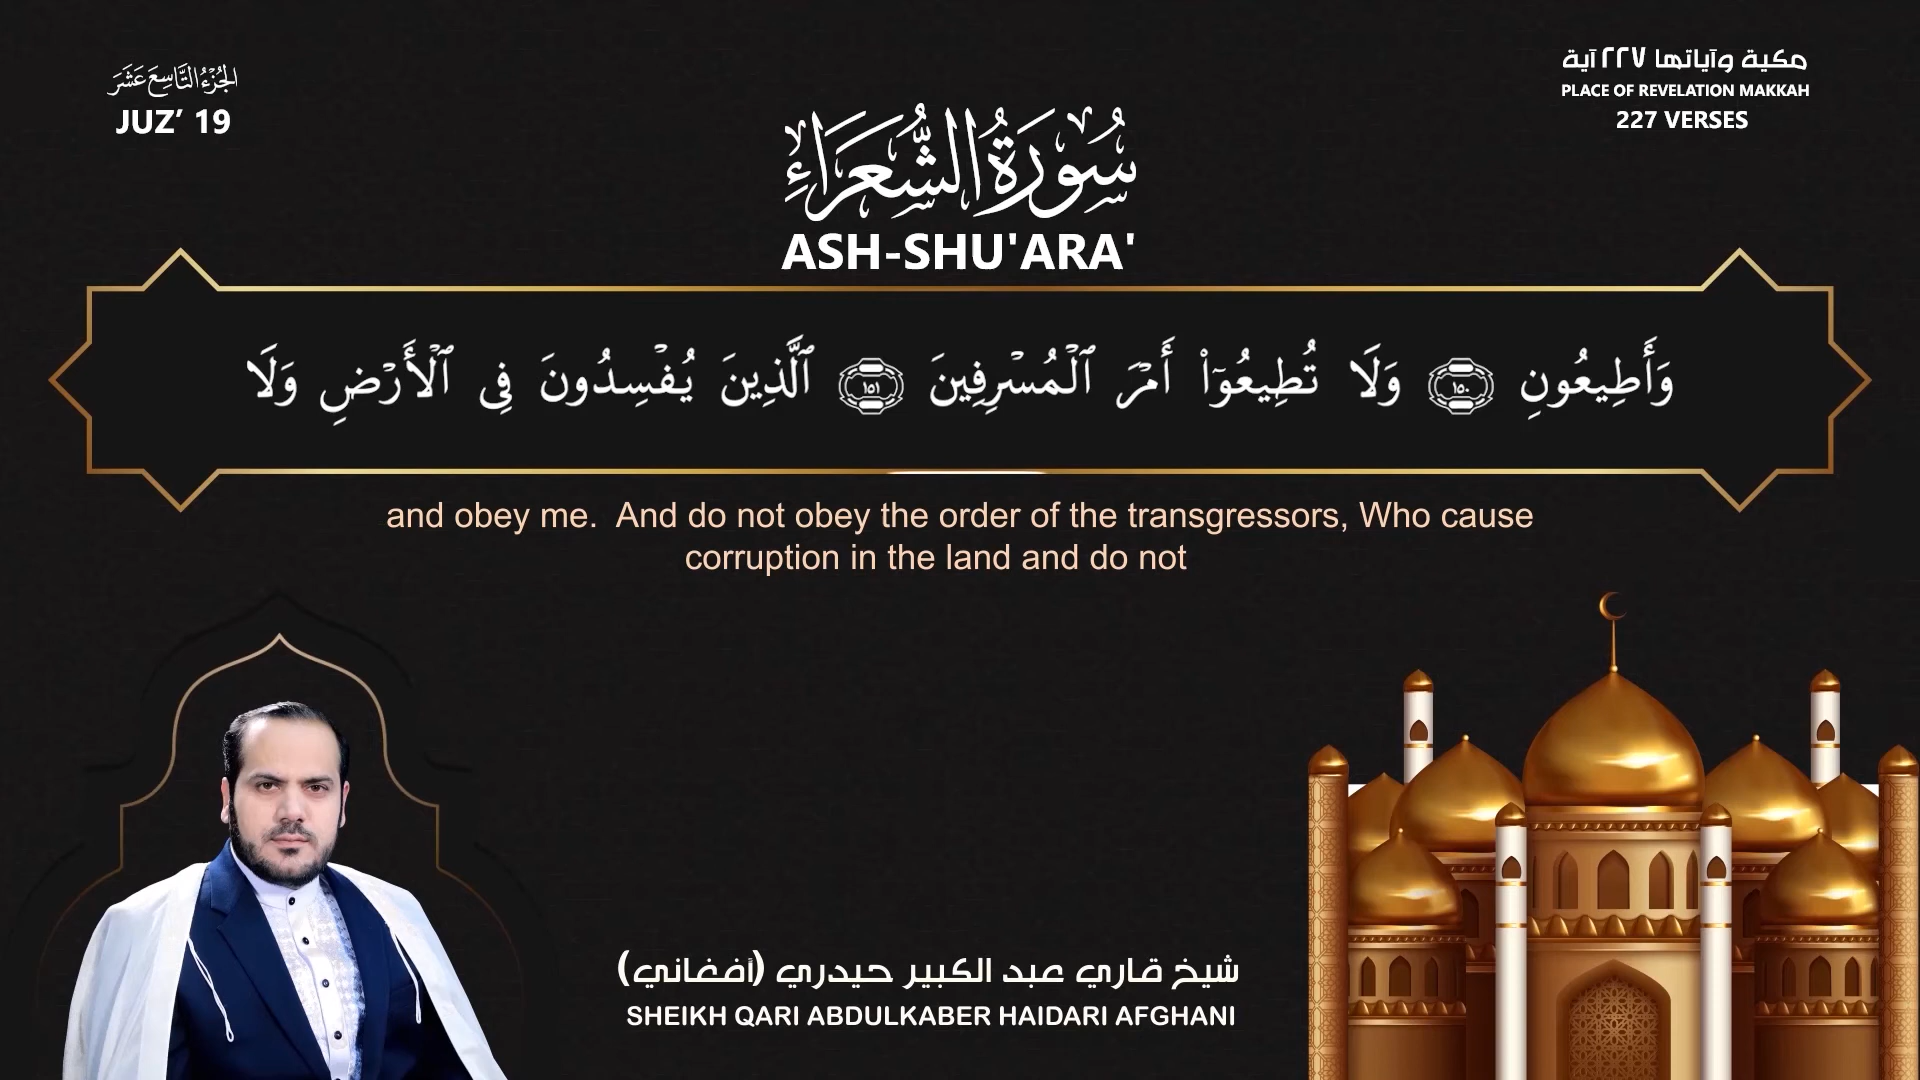 الجُزْءُ التَّاسِعَ عَشَرَ
JUZ’ 19
مكية وآياتها ٢٢٧ آية
PLACE OF REVELATION MAKKAH
227 VERSES
سُورَةُ الشُّعَرَاءِ
ASH-SHU'ARA'
وَأَطِيعُونِ ١٥٠ وَلَا تُطِيعُوٓا۟ أَمْرَ ٱلْمُسْرِفِينَ ١٥١ ٱلَّذِينَ يُفْسِدُونَ فِى ٱلْأَرْضِ وَلَا
and obey me.  And do not obey the order of the transgressors, Who cause
corruption in the land and do not
شيخ قاري عبد الكبير حيدري (أفغاني)
SHEIKH QARI ABDULKABER HAIDARI AFGHANI